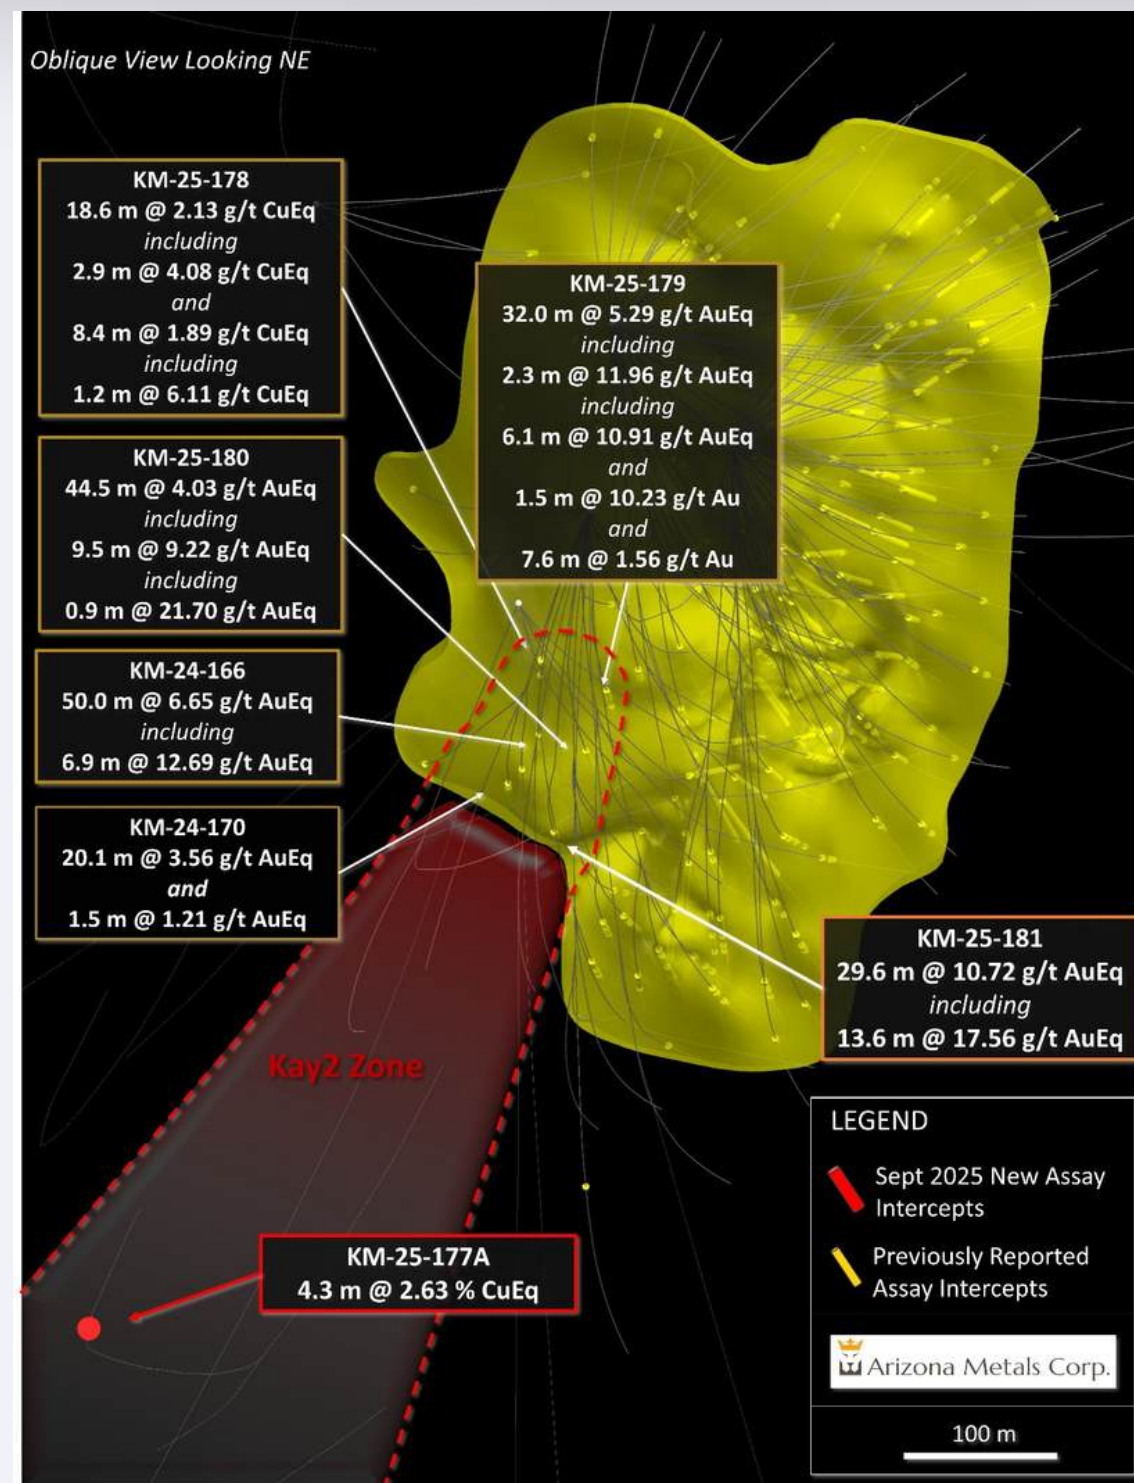 Oblique View Looking NE
KM-25-178
18.6 m @ 2.13 g/t CuEq
including
2.9 m @ 4.08 g/t CuEq
and
8.4 m @ 1.89 g/t CuEq
including
1.2 m @ 6.11 g/t CuEq
KM-25-179
32.0 m @ 5.29 g/t AuEq
including
2.3 m @ 11.96 g/t AuEq
including
6.1 m @ 10.91 g/t AuEq
and
1.5 m @ 10.23 g/t Au
and
7.6 m @ 1.56 g/t Au
KM-25-180
44.5 m @ 4.03 g/t AuEq
including
9.5 m @ 9.22 g/t AuEq
including
0.9 m @ 21.70 g/t AuEq
KM-24-166
50.0 m @ 6.65 g/t AuEq
including
6.9 m @ 12.69 g/t AuEq
KM-24-170
20.1 m @ 3.56 g/t AuEq
and
1.5 m @ 1.21 g/t AuEq
KM-25-181
29.6 m @ 10.72 g/t AuEq
including
13.6 m @ 17.56 g/t AuEq
Kay2 Zone
KM-25-177A
4.3 m @ 2.63 % CuEq
LEGEND
Sept 2025 New Assay
Intercepts
Previously Reported
Assay Intercepts
Arizona Metals Corp.
100 m